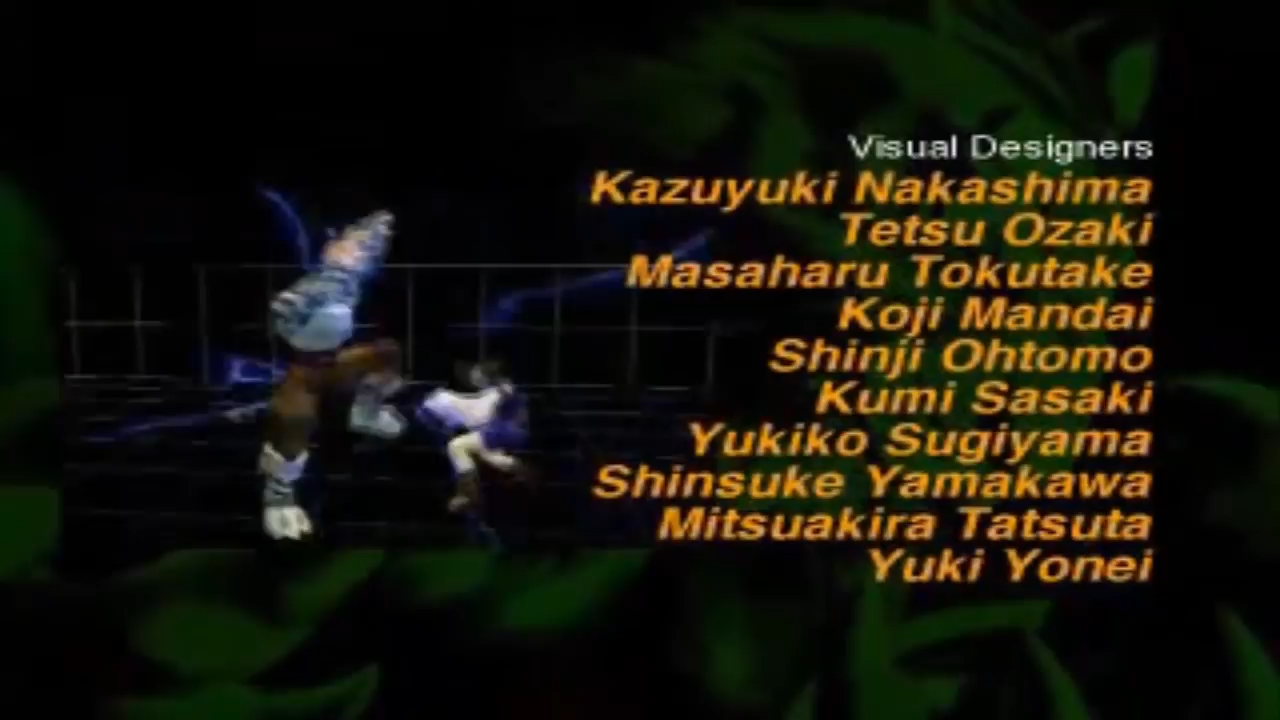 Visual Designers
Kazuyuki Nakashima
Tetsu Ozaki
Masaharu Tokutake
Koji Mandai
Shinji Ohtomo
Kumi Sasaki
Yukiko Sugiyama
Shinsuke Yamakawa
Mitsuakira Tatsuta
Yuki Yonei